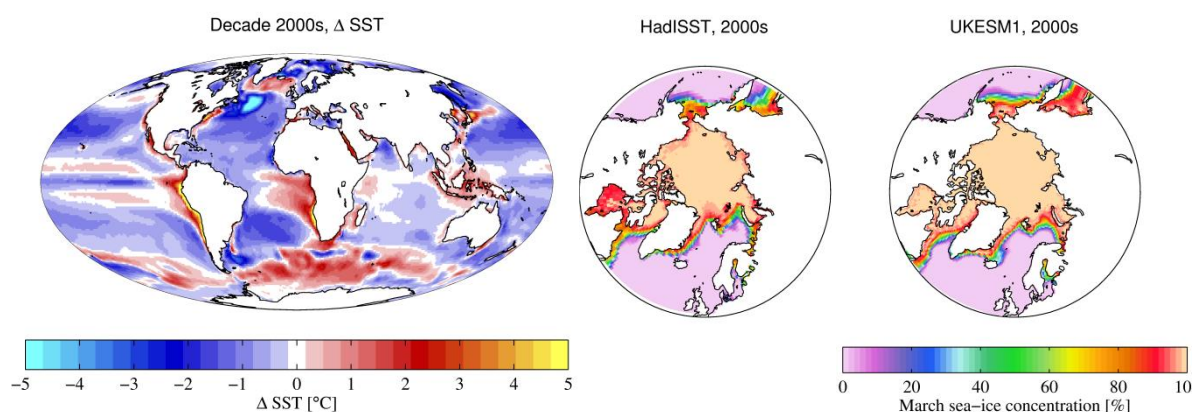 Decade 2000s, Δ SST
HadISST, 2000s
UKESM1, 2000s
−5 −4 −3 −2 −1 0 1 2 3 4 5
Δ SST [°C]
0 20 40 60 80 10
March sea-ice concentration [%]